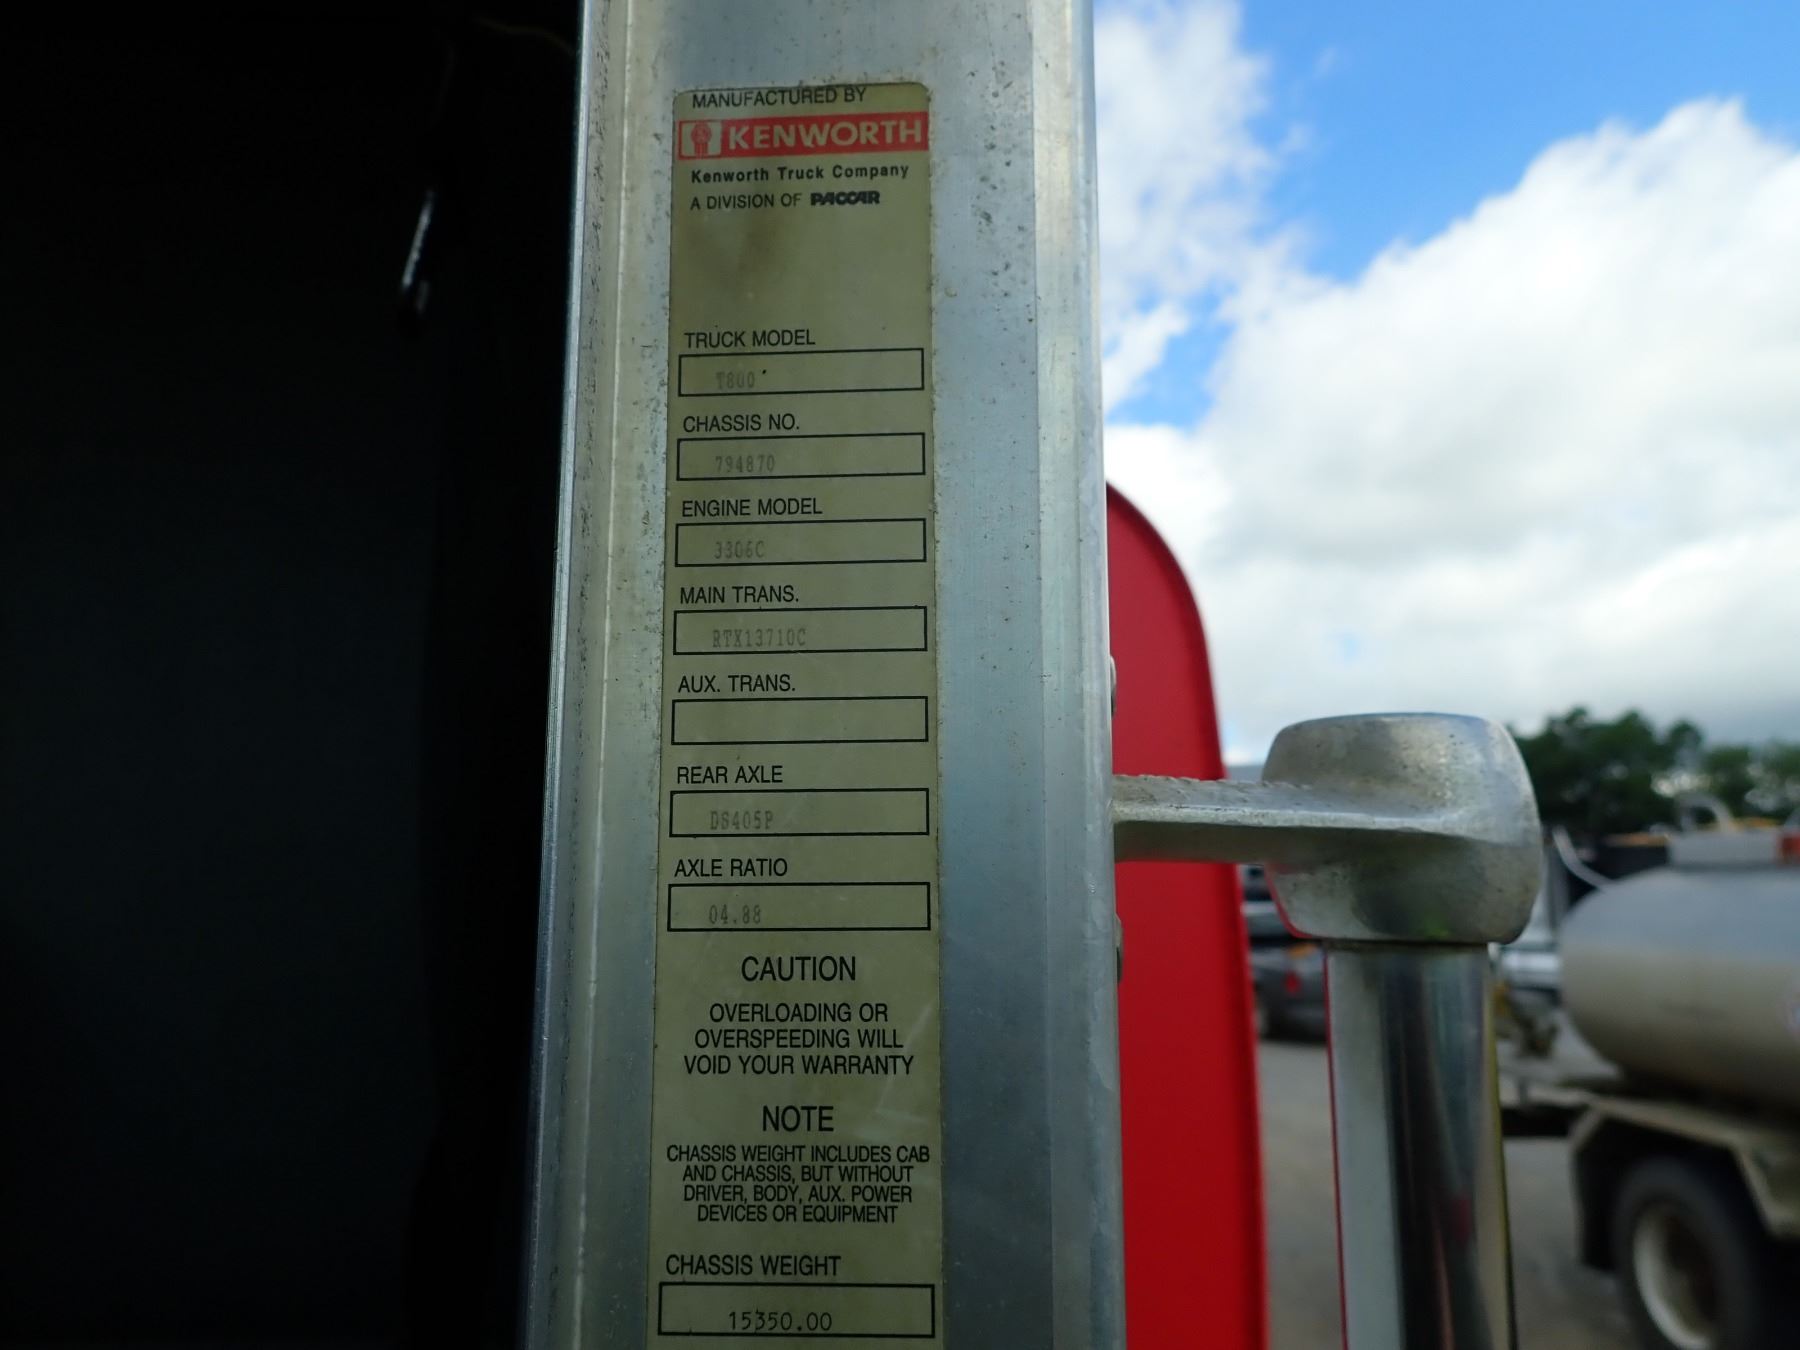 MANUFACTURED BY
KENWORTH
Kenworth Truck Company
A DIVISION OF PACCAR
TRUCK MODEL
T800
CHASSIS NO.
794870
ENGINE MODEL
3306C
MAIN TRANS.
RTX13710C
AUX. TRANS.
REAR AXLE
DS405P
AXLE RATIO
04.88
CAUTION
OVERLOADING OR
OVERSPEEDING WILL
VOID YOUR WARRANTY
NOTE
CHASSIS WEIGHT INCLUDES CAB
AND CHASSIS, BUT WITHOUT
DRIVER, BODY, AUX. POWER
DEVICES OR EQUIPMENT
CHASSIS WEIGHT
15350.00